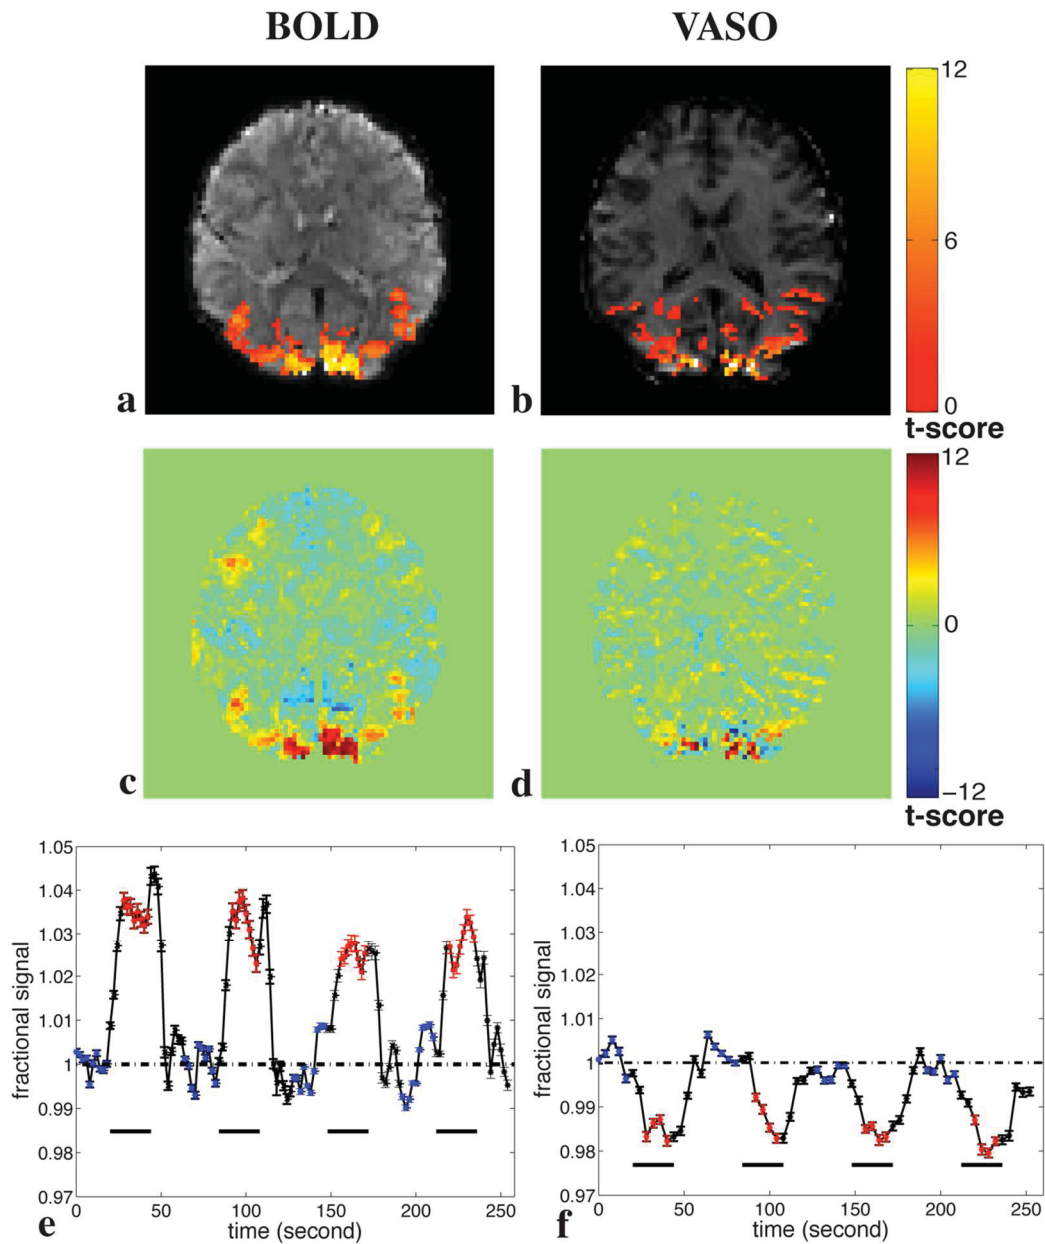 BOLD VASO
12
6
0
a b
t-score
12
0
−12
c d
t-score
1.05
1.04
1.03
1.02
1.01
1
0.99
0.98
0.97
fractional signal
0 50 100 150 200 250
time (second)
e
1.05
1.04
1.03
1.02
1.01
1
0.99
0.98
0.97
fractional signal
0 50 100 150 200 250
time (second)
f